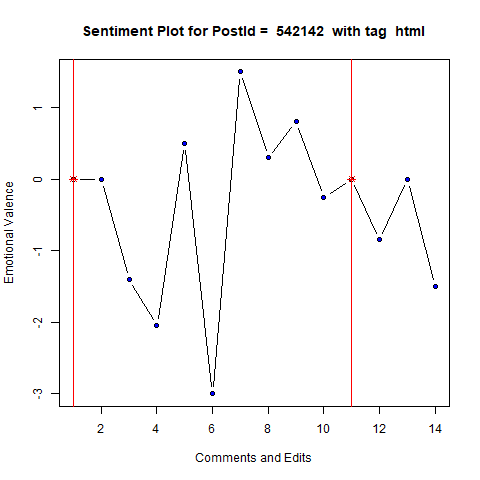 Sentiment Plot for PostId =  542142  with tag  html
Emotional Valence
1
0
-1
-2
-3
2 4 6 8 10 12 14
Comments and Edits